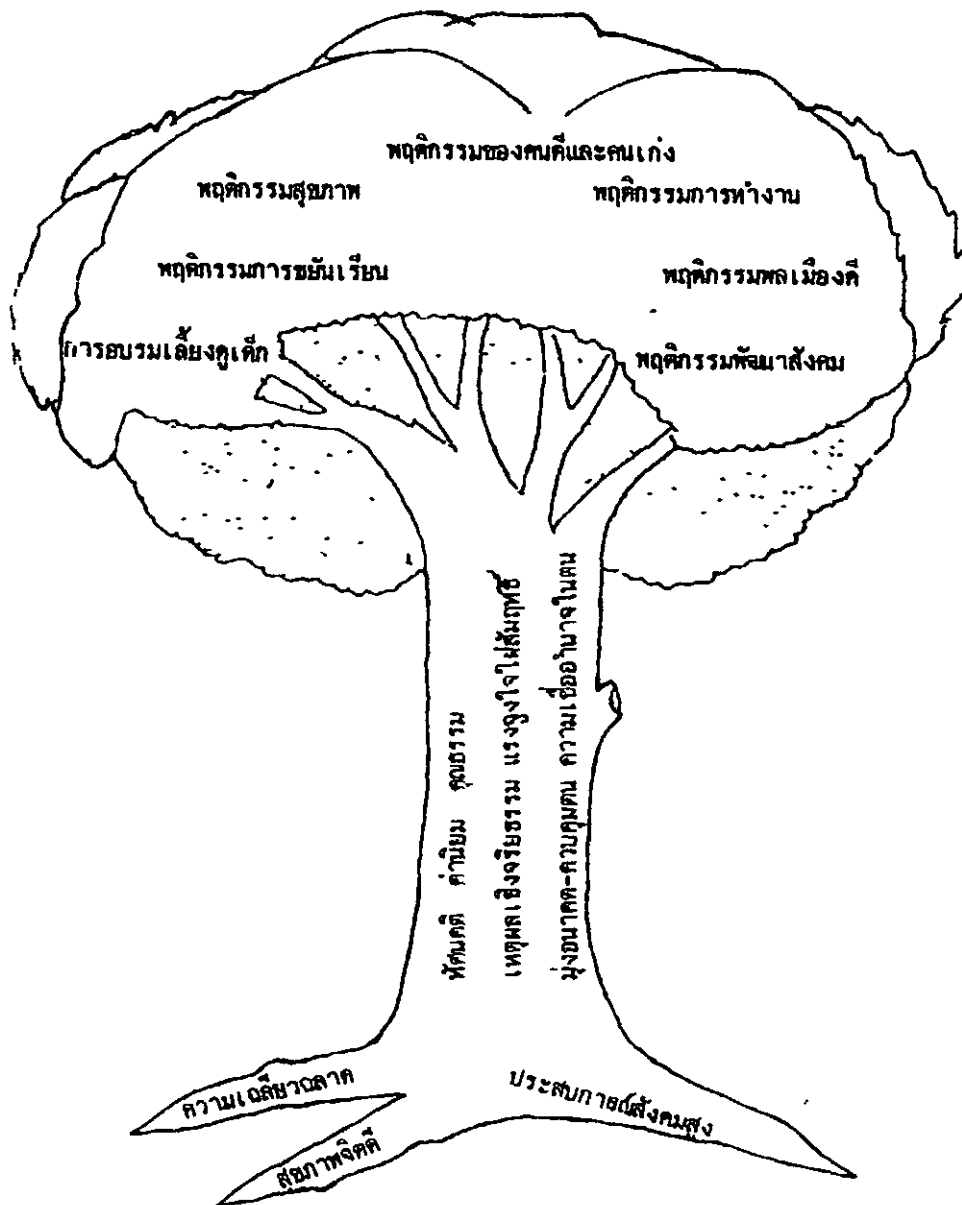 พฤติกรรมของคนดีและคนเก่ง
พฤติกรรมสุขภาพ
พฤติกรรมการทำงาน
พฤติกรรมการขยันเรียน
พฤติกรรมพลเมืองดี
การอบรมเลี้ยงดูเด็ก
พฤติกรรมพัฒนาสังคม
ทัศนคติ ค่านิยม คุณธรรม
เหตุผลเชิงจริยธรรม แรงจูงใจใฝ่สัมฤทธิ์
มุ่งอนาคต-ควบคุมตน ความเชื่ออำนาจในตน
ความเฉลียวฉลาด
ประสบการณ์สังคมสูง
สุขภาพจิตดี